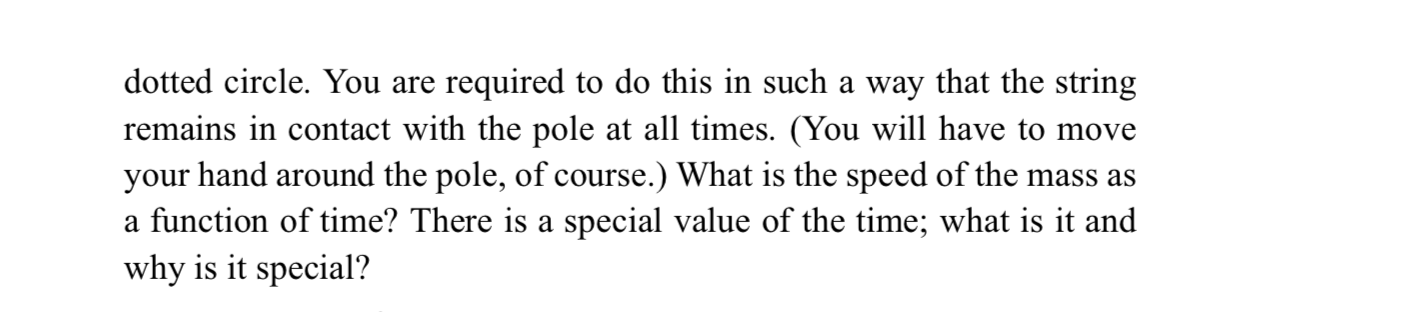 dotted circle. You are required to do this in such a way that the string
remains in contact with the pole at all times. (You will have to move
your hand around the pole, of course.) What is the speed of the mass as
a function of time? There is a special value of the time; what is it and
why is it special?